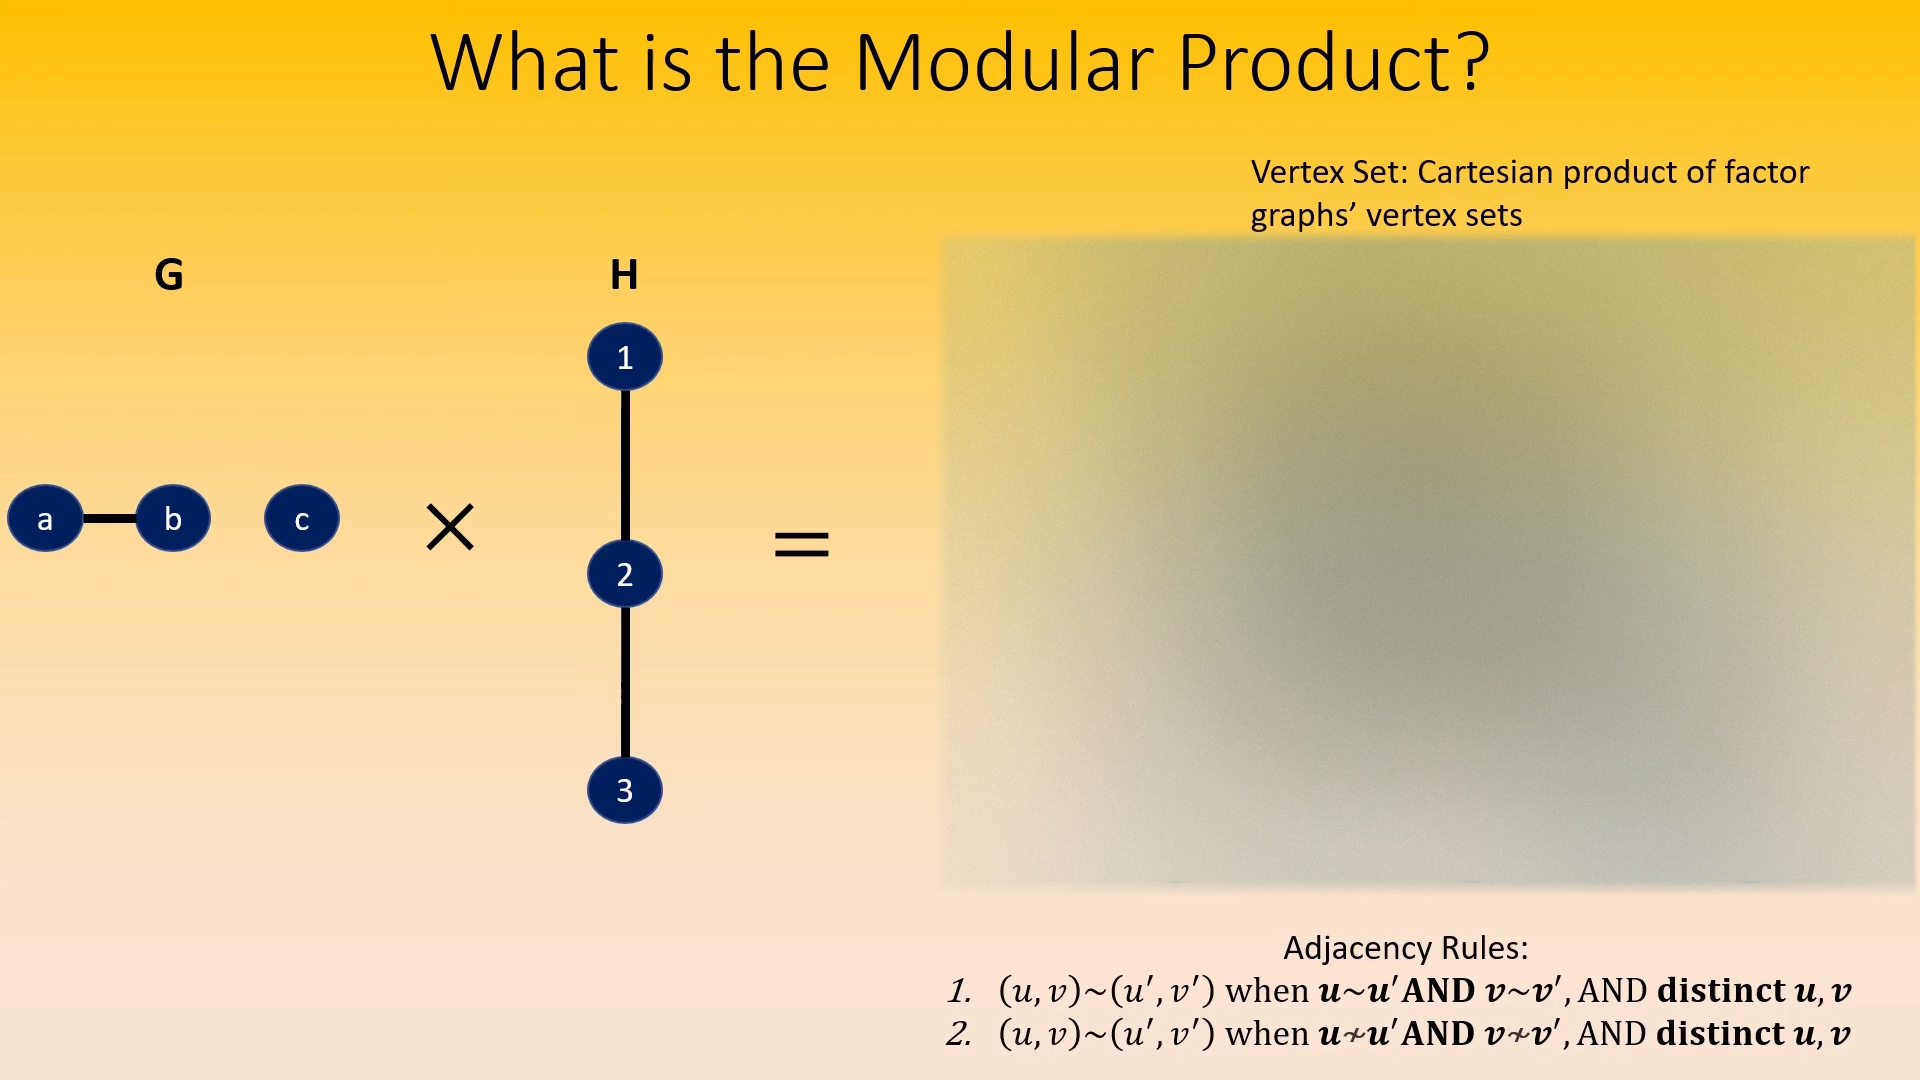 What is the Modular Product?
Vertex Set: Cartesian product of factor
graphs’ vertex sets
G
H
1
a
b
c
×
2
=
3
Adjacency Rules:
1. (u, v)~(u′, v′) when u~u′AND v~v′, AND distinct u, v
2. (u, v)~(u′, v′) when u≁u′AND v≁v′, AND distinct u, v